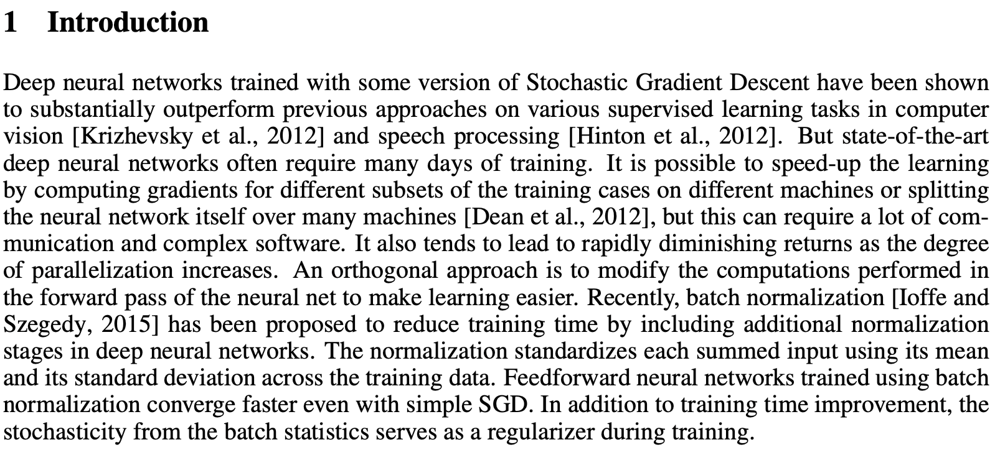 1 Introduction
Deep neural networks trained with some version of Stochastic Gradient Descent have been shown
to substantially outperform previous approaches on various supervised learning tasks in computer
vision [Krizhevsky et al., 2012] and speech processing [Hinton et al., 2012]. But state-of-the-art
deep neural networks often require many days of training. It is possible to speed-up the learning
by computing gradients for different subsets of the training cases on different machines or splitting
the neural network itself over many machines [Dean et al., 2012], but this can require a lot of com-
munication and complex software. It also tends to lead to rapidly diminishing returns as the degree
of parallelization increases. An orthogonal approach is to modify the computations performed in
the forward pass of the neural net to make learning easier. Recently, batch normalization [Ioffe and
Szegedy, 2015] has been proposed to reduce training time by including additional normalization
stages in deep neural networks. The normalization standardizes each summed input using its mean
and its standard deviation across the training data. Feedforward neural networks trained using batch
normalization converge faster even with simple SGD. In addition to training time improvement, the
stochasticity from the batch statistics serves as a regularizer during training.